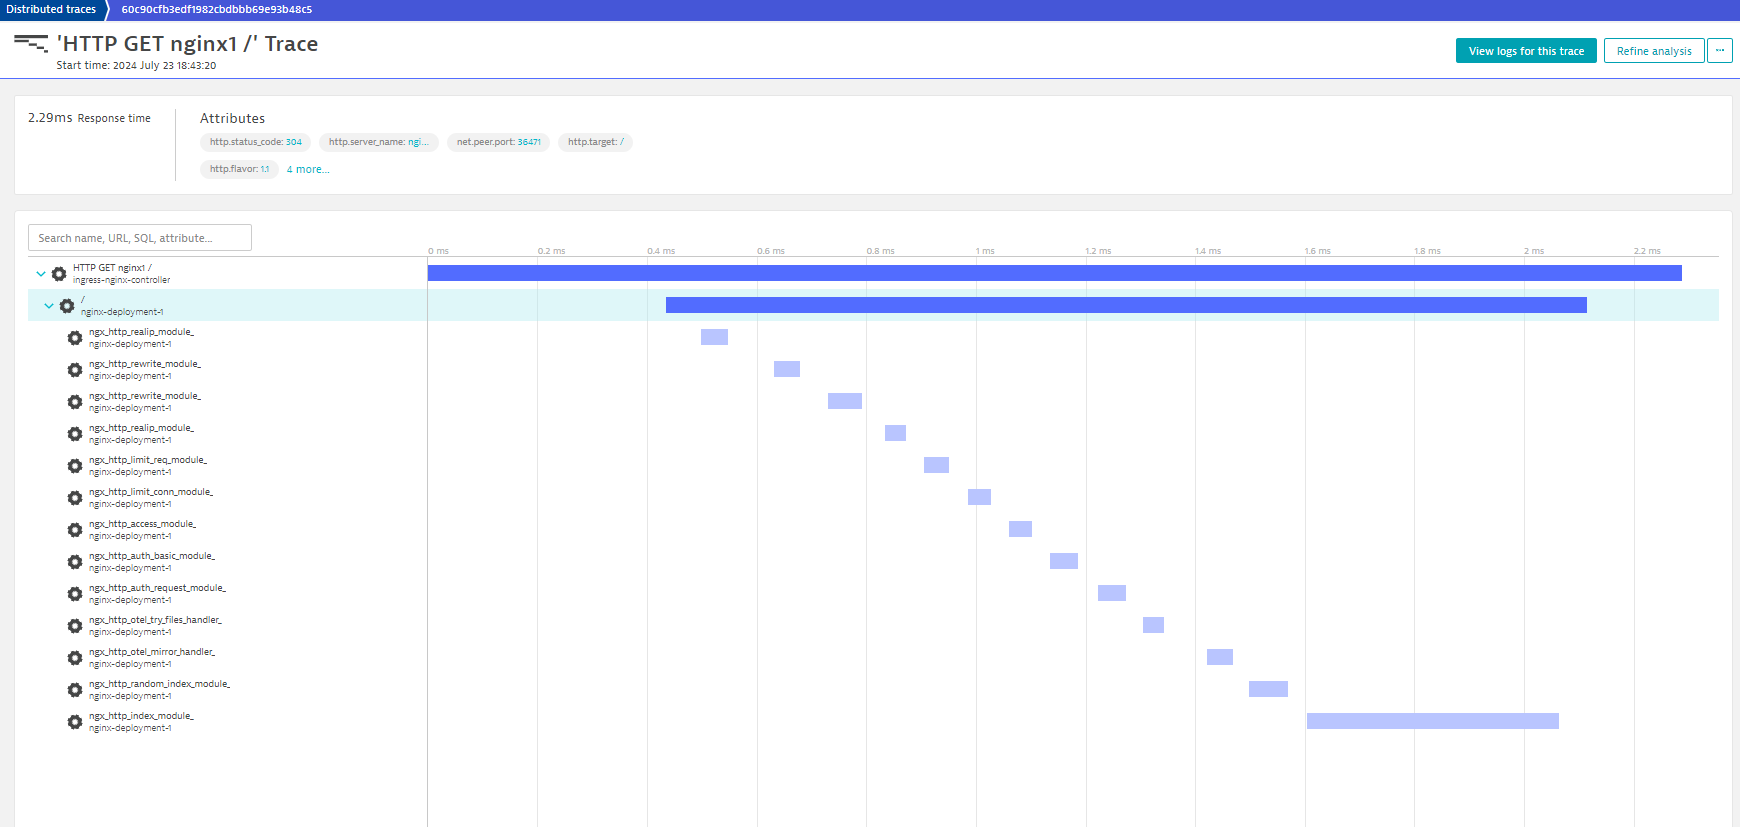 Distributed traces 60c90cfb3edf1982cbdbbb69e93b48c5
'HTTP GET nginx1 /' Trace
Start time: 2024 July 23 18:43:20
View logs for this trace
Refine analysis
...
2.29ms Response time
Attributes
http.status_code: 304
http.server_name: ngi...
net.peer.port: 36471
http.target: /
http.flavor: 1.1
4 more...
Search name, URL, SQL, attribute...
0 ms 0.2 ms 0.4 ms 0.6 ms 0.8 ms 1 ms 1.2 ms 1.4 ms 1.6 ms 1.8 ms 2 ms 2.2 ms
HTTP GET nginx1 /
ingress-nginx-controller
/
nginx-deployment-1
ngx_http_realip_module_
nginx-deployment-1
ngx_http_rewrite_module_
nginx-deployment-1
ngx_http_rewrite_module_
nginx-deployment-1
ngx_http_realip_module_
nginx-deployment-1
ngx_http_limit_req_module_
nginx-deployment-1
ngx_http_limit_conn_module_
nginx-deployment-1
ngx_http_access_module_
nginx-deployment-1
ngx_http_auth_basic_module_
nginx-deployment-1
ngx_http_auth_request_module_
nginx-deployment-1
ngx_http_otel_try_files_handler_
nginx-deployment-1
ngx_http_otel_mirror_handler_
nginx-deployment-1
ngx_http_random_index_module_
nginx-deployment-1
ngx_http_index_module_
nginx-deployment-1